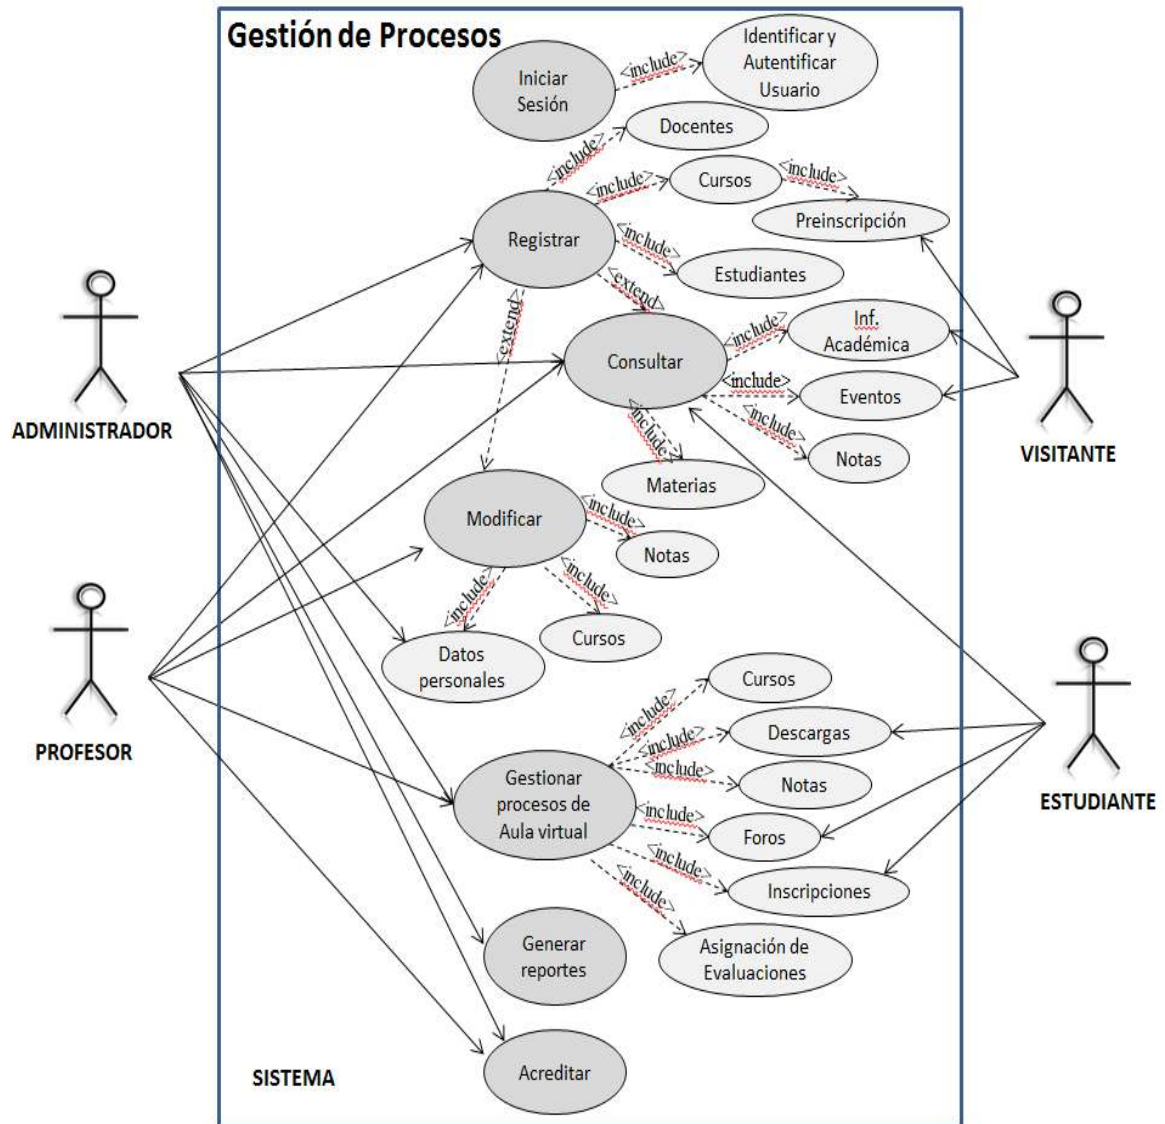 Gestión de Procesos
Identificar y
Autentificar
Usuario
<include>
Iniciar
Sesión
Docentes
<include>
Cursos
<include>
<include>
Preinscripción
Registrar
<include>
Estudiantes
<extend>
<extend>
Inf.
Académica
<include>
Consultar
<include>
Eventos
<include>
Notas
<include>
Materias
ADMINISTRADOR
VISITANTE
Modificar
<include>
Notas
<include>
<include>
Cursos
Datos
personales
PROFESOR
Cursos
<include>
Descargas
<include>
Notas
<include>
Gestionar
procesos de
Aula virtual
<include>
Foros
<include>
Inscripciones
<include>
Asignación de
Evaluaciones
ESTUDIANTE
Generar
reportes
Acreditar
SISTEMA